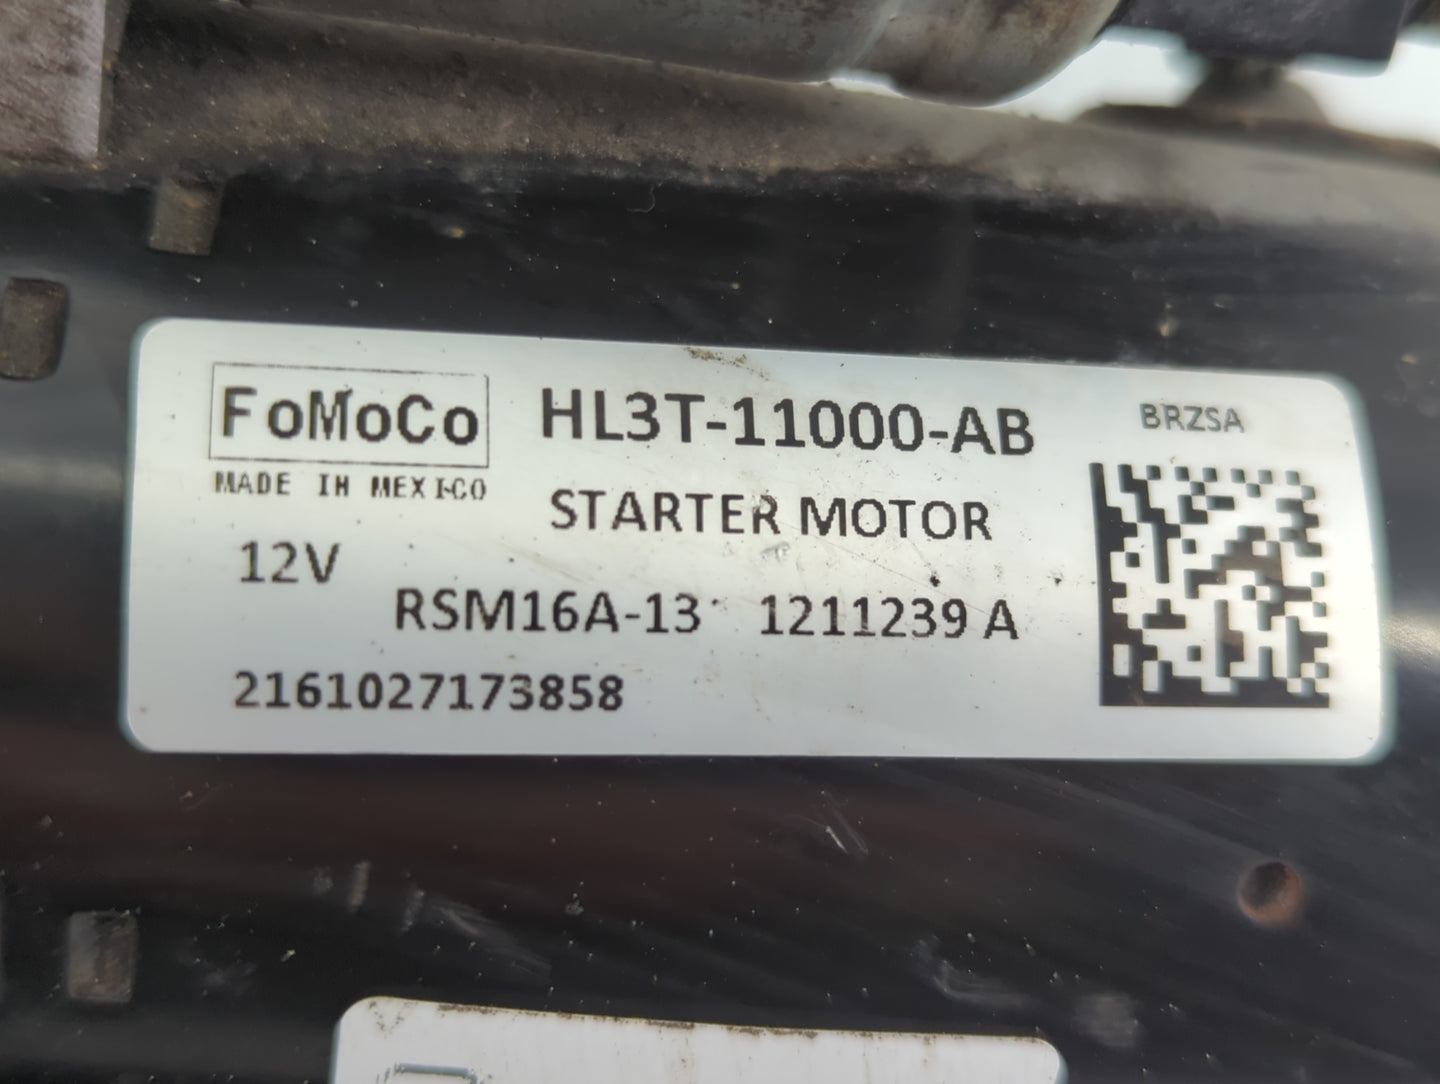 FoMoCo HL3T-11000-AB BRZSA
MADE IN MEXICO
STARTER MOTOR
12V
RSM16A-13 1211239 A
2161027173858